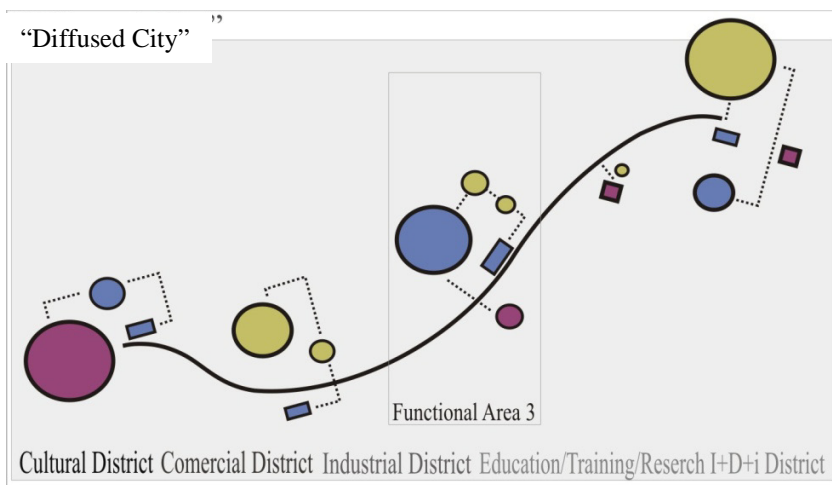 “Diffused City”
Functional Area 3
Cultural District Comercial District Industrial District Education/Training/Reserch I+D+i District